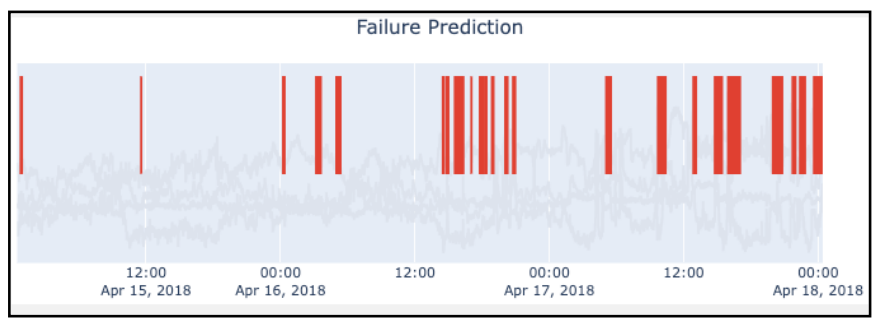 Failure Prediction
12:00 00:00 12:00 00:00 12:00 00:00
Apr 15, 2018 Apr 16, 2018 Apr 17, 2018 Apr 18, 2018